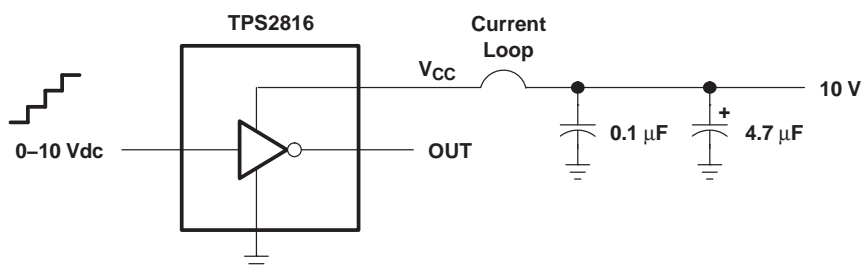 TPS2816
Current
Loop
VCC
10 V
+
0.1 μF
4.7 μF
0–10 Vdc
OUT